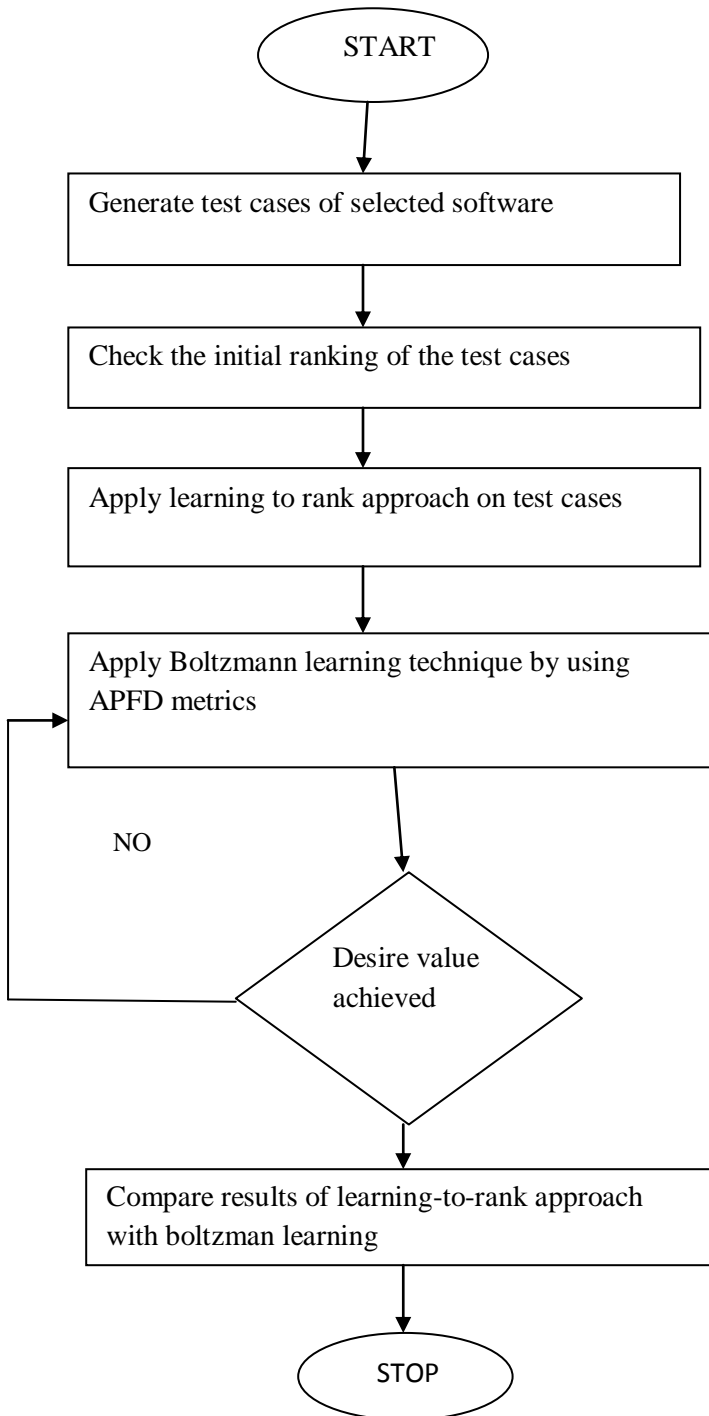 START
Generate test cases of selected software
Check the initial ranking of the test cases
Apply learning to rank approach on test cases
Apply Boltzmann learning technique by using
APFD metrics
NO
Desire value
achieved
Compare results of learning-to-rank approach
with boltzman learning
STOP